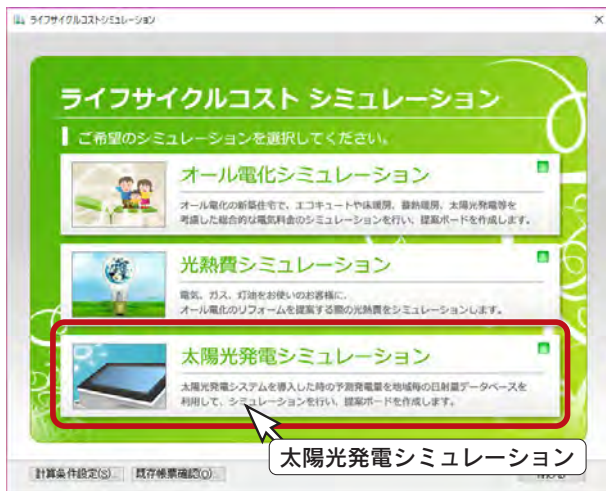 ライフサイクルコストシミュレーション
ライフサイクルコスト シミュレーション
ご希望のシミュレーションを選択してください。
オール電化シミュレーション
オール電化の新築住宅で、エコキュートや床暖房、蓄熱暖房、太陽光発電等を
考慮した総合的な電気料金のシミュレーションを行い、提案ボードを作成します。
光熱費シミュレーション
電気、ガス、灯油をお使いのお客様に、
オール電化のリフォームを提案する際の光熱費をシミュレーションします。
太陽光発電シミュレーション
太陽光発電システムを導入した時の予測発電量を地域毎の日射量データベースを
利用して、シミュレーションを行い、提案ボードを作成します。
太陽光発電シミュレーション
計算条件設定(S)... 既存帳票確認(O)...